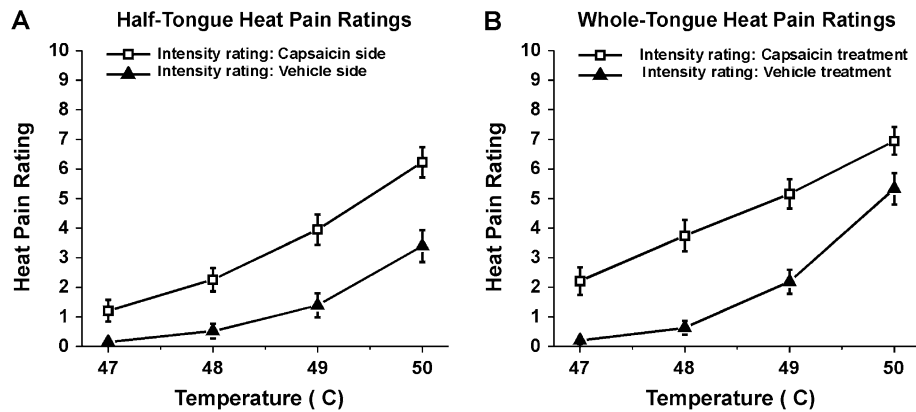 A
Half-Tongue Heat Pain Ratings
Intensity rating: Capsaicin side
Intensity rating: Vehicle side
Heat Pain Rating
10
9
8
7
6
5
4
3
2
1
0
47 48 49 50
Temperature ( C)
B
Whole-Tongue Heat Pain Ratings
Intensity rating: Capsaicin treatment
Intensity rating: Vehicle treatment
Heat Pain Rating
10
9
8
7
6
5
4
3
2
1
0
47 48 49 50
Temperature ( C)